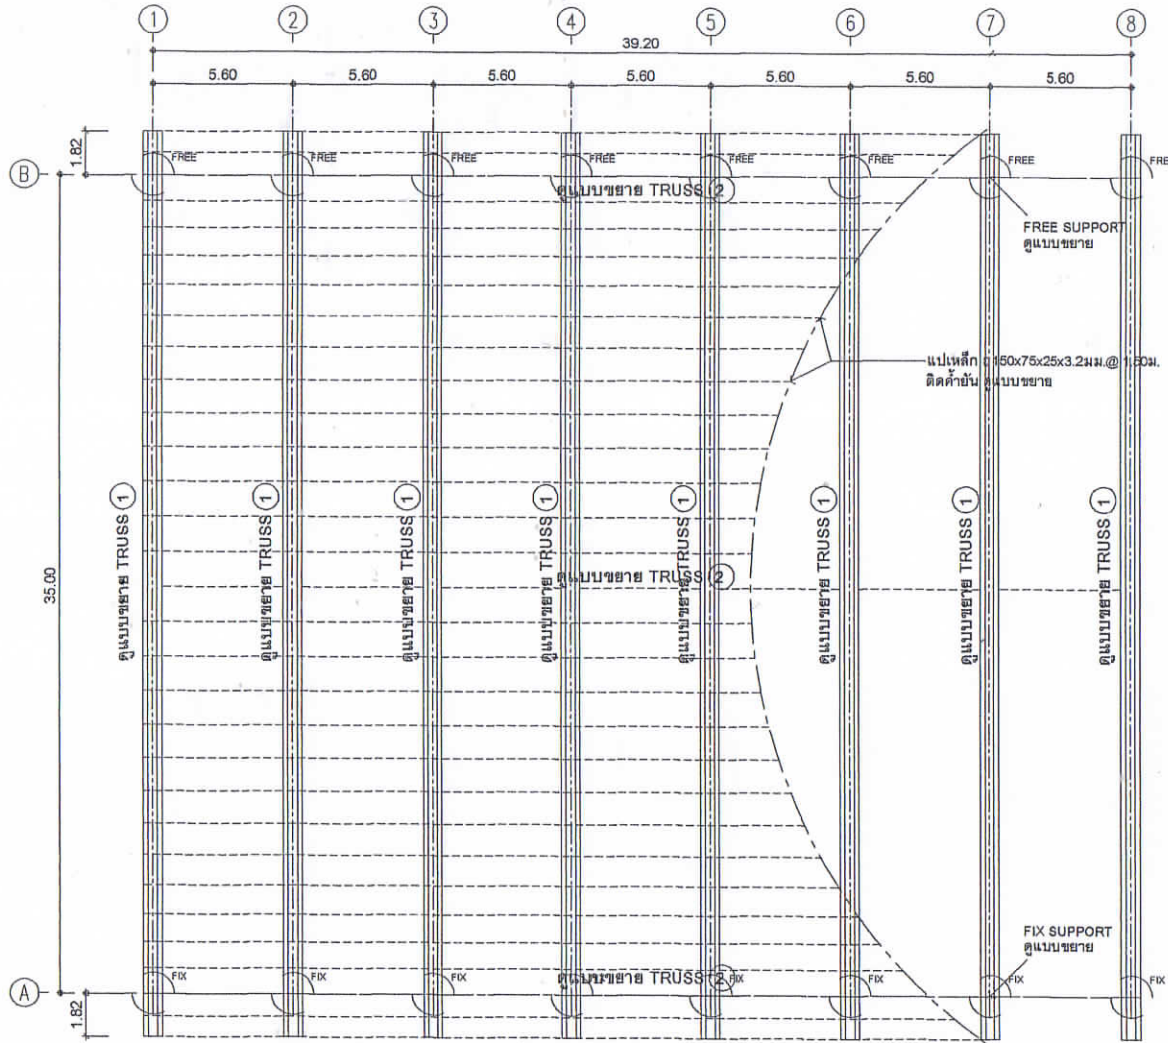 1 2 3 4 5 6 7 8
39.20
5.60 5.60 5.60 5.60 5.60 5.60 5.60
1.82
FREE FREE FREE FREE FREE FREE FREE FREE
B
ดูแบบขยาย TRUSS 2
FREE SUPPORT
ดูแบบขยาย
แปเหล็ก 150x75x25x3.2มม.@ 1.50ม.
ติดค้ำยัน ดูแบบขยาย
ดูแบบขยาย TRUSS 1
ดูแบบขยาย TRUSS 1
ดูแบบขยาย TRUSS 1
ดูแบบขยาย TRUSS 1
ดูแบบขยาย TRUSS 1
ดูแบบขยาย TRUSS 1
ดูแบบขยาย TRUSS 1
ดูแบบขยาย TRUSS 1
ดูแบบขยาย TRUSS 2
35.00
FIX SUPPORT
ดูแบบขยาย
FIX FIX FIX FIX FIX FIX FIX
ดูแบบขยาย TRUSS 2
A
1.82